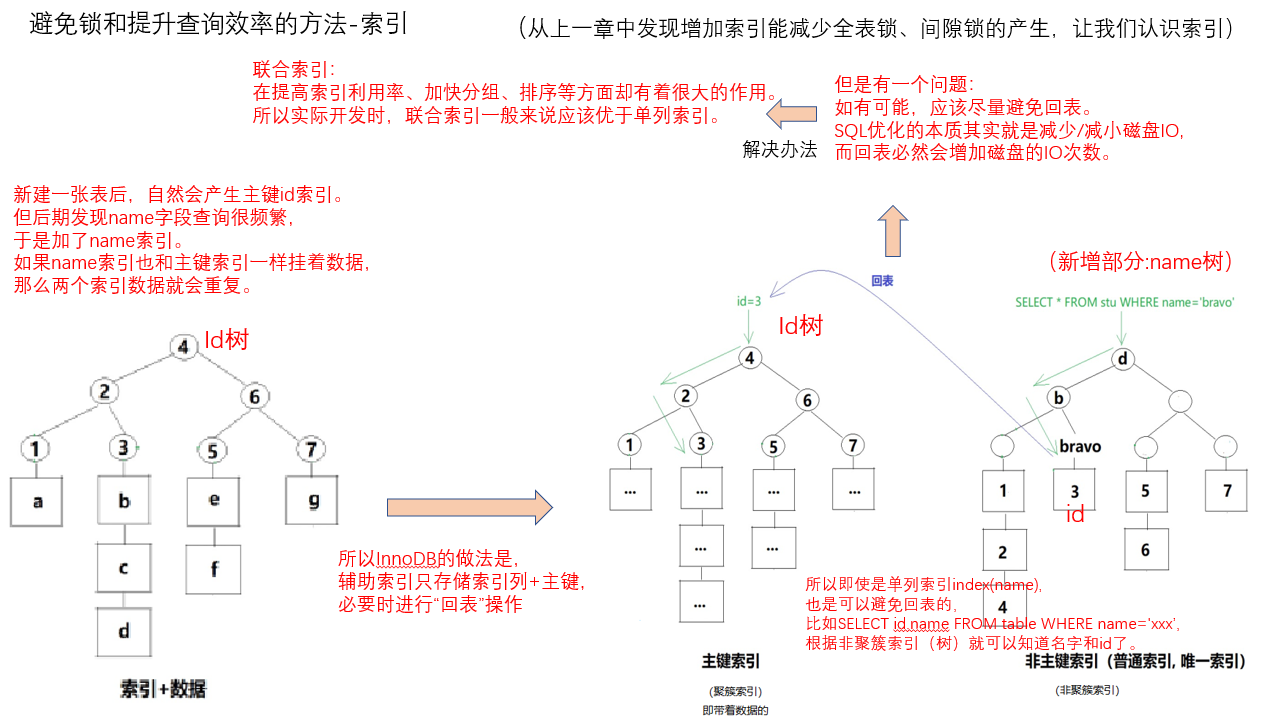 避免锁和提升查询效率的方法-索引
（从上一章中发现增加索引能减少全表锁、间隙锁的产生，让我们认识索引）
联合索引：
在提高索引利用率、加快分组、排序等方面却有着很大的作用。
所以实际开发时，联合索引一般来说应该优于单列索引。
但是有一个问题：
如有可能，应该尽量避免回表。
SQL优化的本质其实就是减少/减小磁盘IO，
而回表必然会增加磁盘的IO次数。
解决办法
新建一张表后，自然会产生主键id索引。
但后期发现name字段查询很频繁，
于是加了name索引。
如果name索引也和主键索引一样挂着数据，
那么两个索引数据就会重复。
Id树
4
2
6
1
3
5
7
a
b
e
g
c
f
d
索引+数据
所以InnoDB的做法是，
辅助索引只存储索引列+主键，
必要时进行“回表”操作
回表
id=3
Id树
4
2
6
1
3
5
7
...
...
...
...
...
...
...
主键索引
(聚簇索引)
即带着数据的
（新增部分:name树）
SELECT * FROM stu WHERE name='bravo'
d
b
bravo
1
3
5
7
id
2
6
4
所以即使是单列索引index(name)，
也是可以避免回表的，
比如SELECT id,name FROM table WHERE name='xxx'，
根据非聚簇索引（树）就可以知道名字和id了。
非主键索引（普通索引, 唯一索引）
(非聚簇索引)